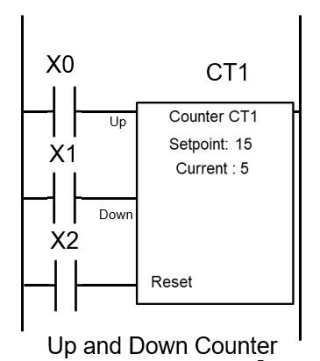 X0
CT1
Up
Counter CT1
Setpoint: 15
X1
Current : 5
Down
X2
Reset
Up and Down Counter